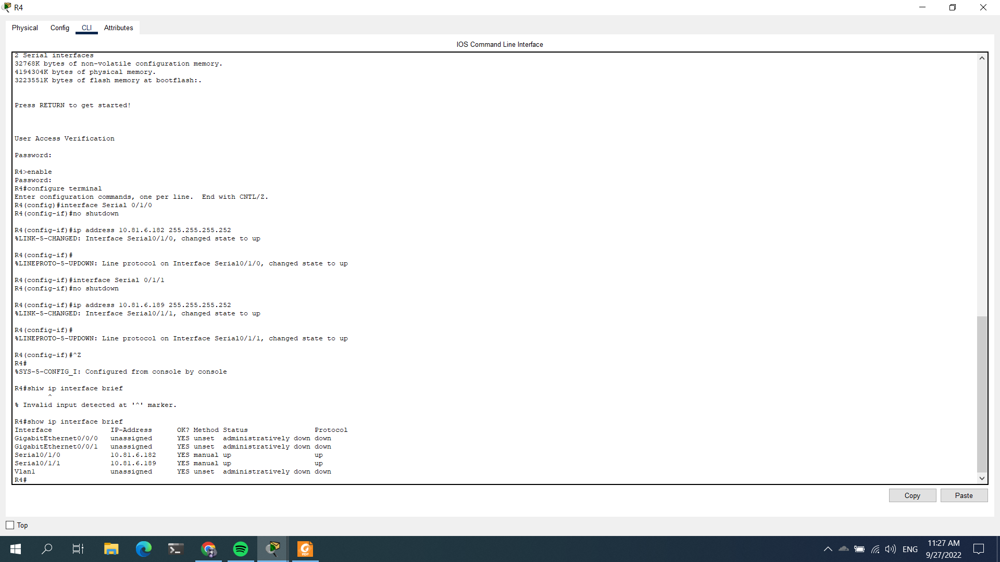 R4
Physical Config CLI Attributes
IOS Command Line Interface
2 Serial interfaces
32768K bytes of non-volatile configuration memory.
4194304K bytes of physical memory.
3223551K bytes of flash memory at bootflash:.
Press RETURN to get started!
User Access Verification
Password:
R4>enable
Password:
R4#configure terminal
Enter configuration commands, one per line.  End with CNTL/Z.
R4(config)#interface Serial 0/1/0
R4(config-if)#no shutdown
R4(config-if)#ip address 10.81.6.182 255.255.255.252
%LINK-5-CHANGED: Interface Serial0/1/0, changed state to up
R4(config-if)#
%LINEPROTO-5-UPDOWN: Line protocol on Interface Serial0/1/0, changed state to up
R4(config-if)#interface Serial 0/1/1
R4(config-if)#no shutdown
R4(config-if)#ip address 10.81.6.189 255.255.255.252
%LINK-5-CHANGED: Interface Serial0/1/1, changed state to up
R4(config-if)#
%LINEPROTO-5-UPDOWN: Line protocol on Interface Serial0/1/1, changed state to up
R4(config-if)#^Z
R4#
%SYS-5-CONFIG_I: Configured from console by console
R4#shiw ip interface brief
^
% Invalid input detected at '^' marker.
R4#show ip interface brief
Interface              IP-Address      OK? Method Status                Protocol
GigabitEthernet0/0/0   unassigned      YES unset  administratively down down
GigabitEthernet0/0/1   unassigned      YES unset  administratively down down
Serial0/1/0            10.81.6.182     YES manual up                    up
Serial0/1/1            10.81.6.189     YES manual up                    up
Vlan1                  unassigned      YES unset  administratively down down
R4#
Copy Paste
Top
PDF
ENG
11:27 AM
9/27/2022